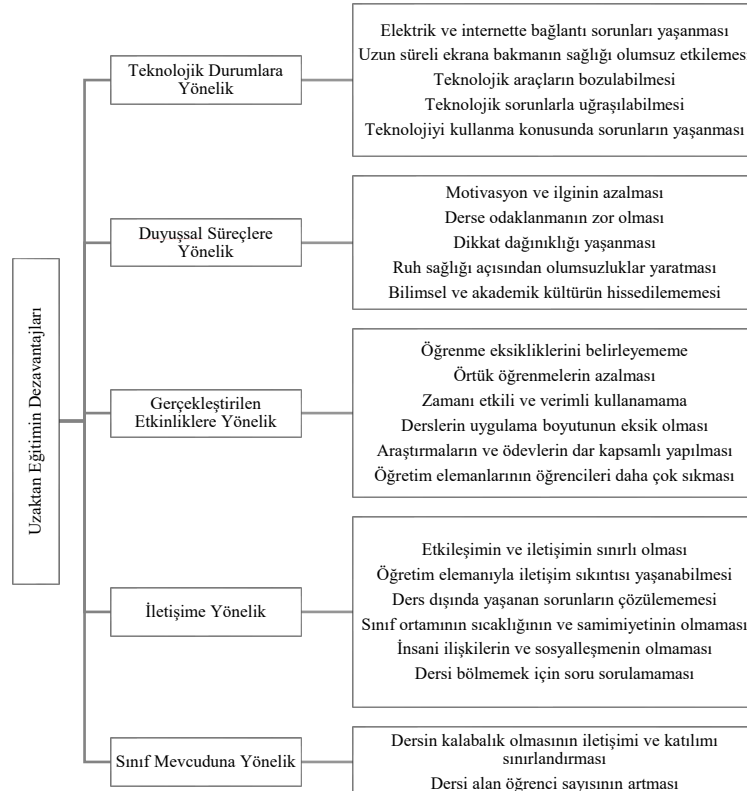 Uzaktan Eğitimin Dezavantajları
Teknolojik Durumlara
Yönelik
Elektrik ve internette bağlantı sorunları yaşanması
Uzun süreli ekrana bakmanın sağlığı olumsuz etkilemesi
Teknolojik araçların bozulabilmesi
Teknolojik sorunlarla uğraşılabilmesi
Teknolojiyi kullanma konusunda sorunların yaşanması
Duyuşsal Süreçlere
Yönelik
Motivasyon ve ilginin azalması
Derse odaklanmanın zor olması
Dikkat dağınıklığı yaşanması
Ruh sağlığı açısından olumsuzluklar yaratması
Bilimsel ve akademik kültürün hissedilememesi
Gerçekleştirilen
Etkinliklere Yönelik
Öğrenme eksikliklerini belirleyememe
Örtük öğrenmelerin azalması
Zamanı etkili ve verimli kullanamama
Derslerin uygulama boyutunun eksik olması
Araştırmaların ve ödevlerin dar kapsamlı yapılması
Öğretim elemanlarının öğrencileri daha çok sıkması
İletişime Yönelik
Etkileşimin ve iletişimin sınırlı olması
Öğretim elemanıyla iletişim sıkıntısı yaşanabilmesi
Ders dışında yaşanan sorunların çözülememesi
Sınıf ortamının sıcaklığının ve samimiyetinin olmaması
İnsani ilişkilerin ve sosyalleşmenin olmaması
Dersi bölmemek için soru sorulamaması
Sınıf Mevcuduna Yönelik
Dersin kalabalık olmasının iletişimi ve katılımı
sınırlandırması
Dersi alan öğrenci sayısının artması